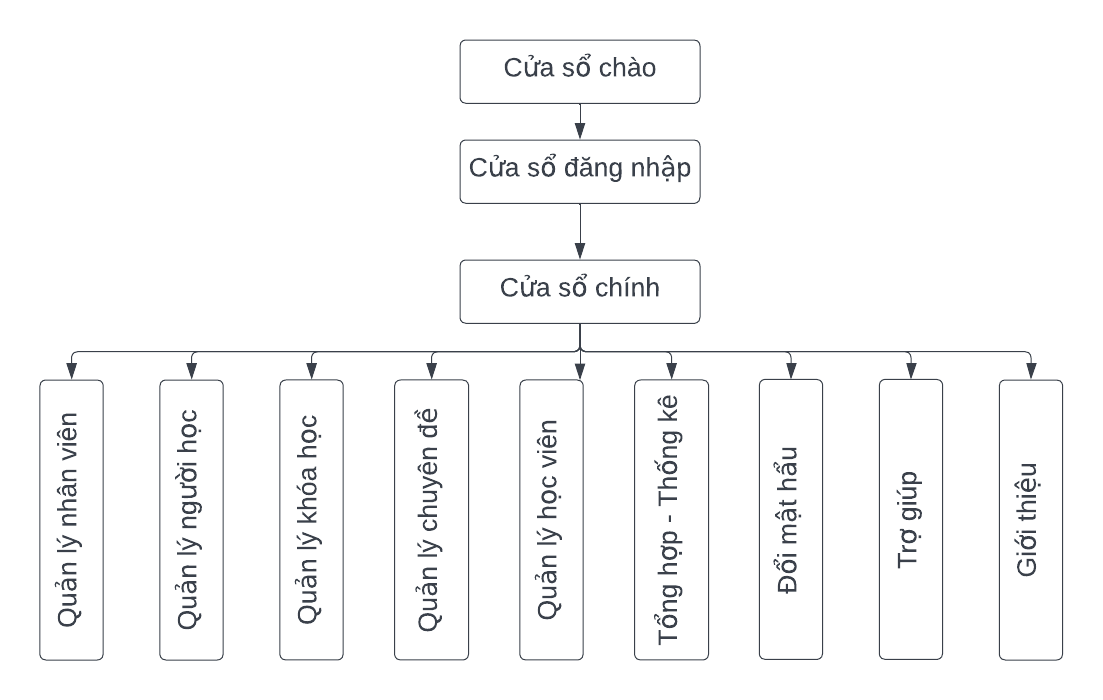 Cửa sổ chào
Cửa sổ đăng nhập
Cửa sổ chính
Quản lý nhân viên
Quản lý người học
Quản lý khóa học
Quản lý chuyên đề
Quản lý học viên
Tổng hợp - Thống kê
Đổi mật hẩu
Trợ giúp
Giới thiệu